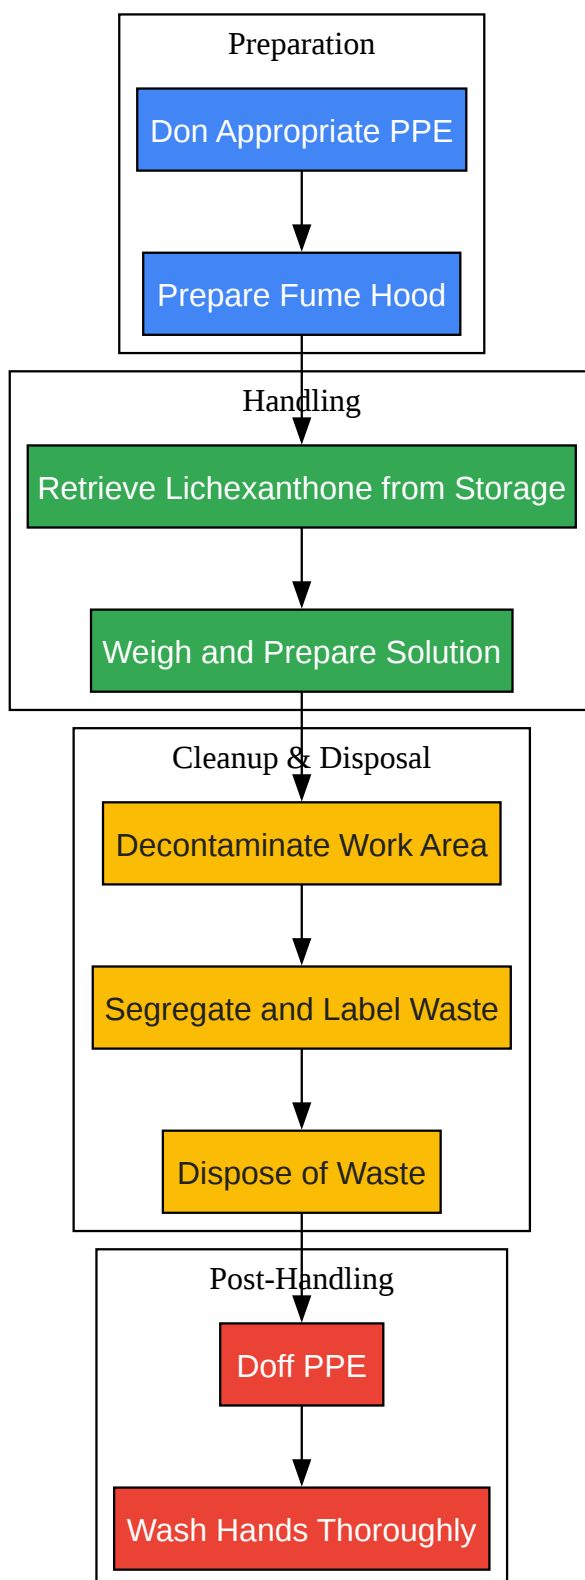 Preparation
Don Appropriate PPE
Prepare Fume Hood
Handling
Retrieve Lichexanthone from Storage
Weigh and Prepare Solution
Cleanup & Disposal
Decontaminate Work Area
Segregate and Label Waste
Dispose of Waste
Post-Handling
Doff PPE
Wash Hands Thoroughly